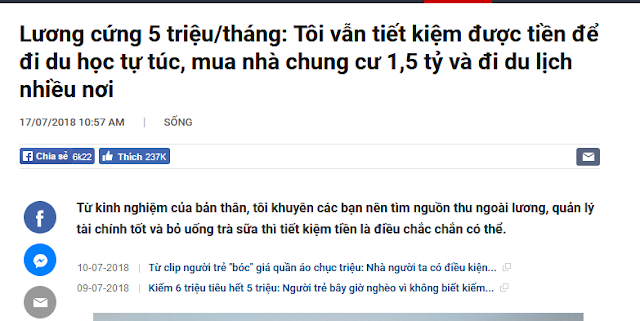 Lương cứng 5 triệu/tháng: Tôi vẫn tiết kiệm được tiền để
đi du học tự túc, mua nhà chung cư 1,5 tỷ và đi du lịch
nhiều nơi
17/07/2018 10:57 AM | SỐNG
Chia sẻ 6k22 Thích 237K
Từ kinh nghiệm của bản thân, tôi khuyên các bạn nên tìm nguồn thu ngoài lương, quản lý
tài chính tốt và bỏ uống trà sữa thì tiết kiệm tiền là điều chắc chắn có thể.
10-07-2018 Từ clip người trẻ "bóc" giá quần áo chục triệu: Nhà người ta có điều kiện...
09-07-2018 Kiếm 6 triệu tiêu hết 5 triệu: Người trẻ bây giờ nghèo vì không biết kiếm...